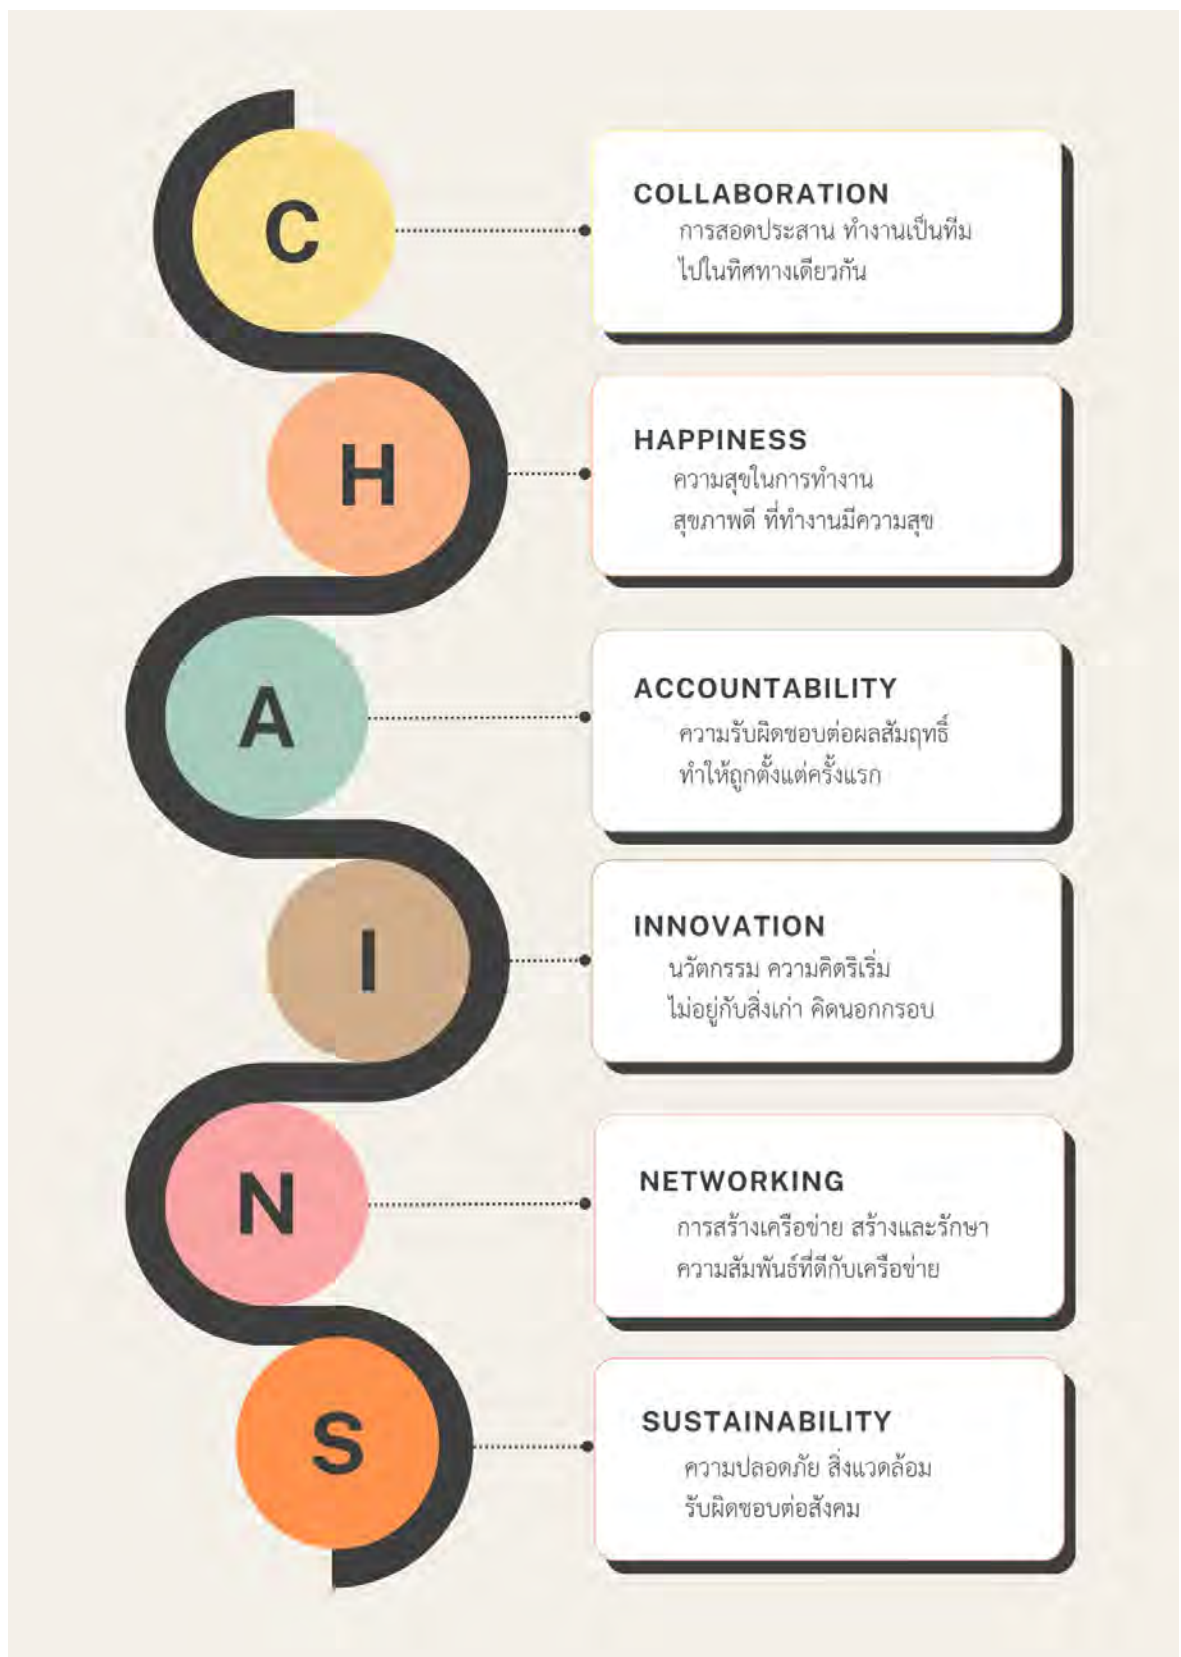 C
COLLABORATION
การสอดประสาน ทำงานเป็นทีม
ไปในทิศทางเดียวกัน
H
HAPPINESS
ความสุขในการทำงาน
สุขภาพดี ที่ทำงานมีความสุข
A
ACCOUNTABILITY
ความรับผิดชอบต่อผลสัมฤทธิ์
ทำให้ถูกตั้งแต่ครั้งแรก
I
INNOVATION
นวัตกรรม ความคิดริเริ่ม
ไม่อยู่กับสิ่งเก่า คิดนอกกรอบ
N
NETWORKING
การสร้างเครือข่าย สร้างและรักษา
ความสัมพันธ์ที่ดีกับเครือข่าย
S
SUSTAINABILITY
ความปลอดภัย สิ่งแวดล้อม
รับผิดชอบต่อสังคม